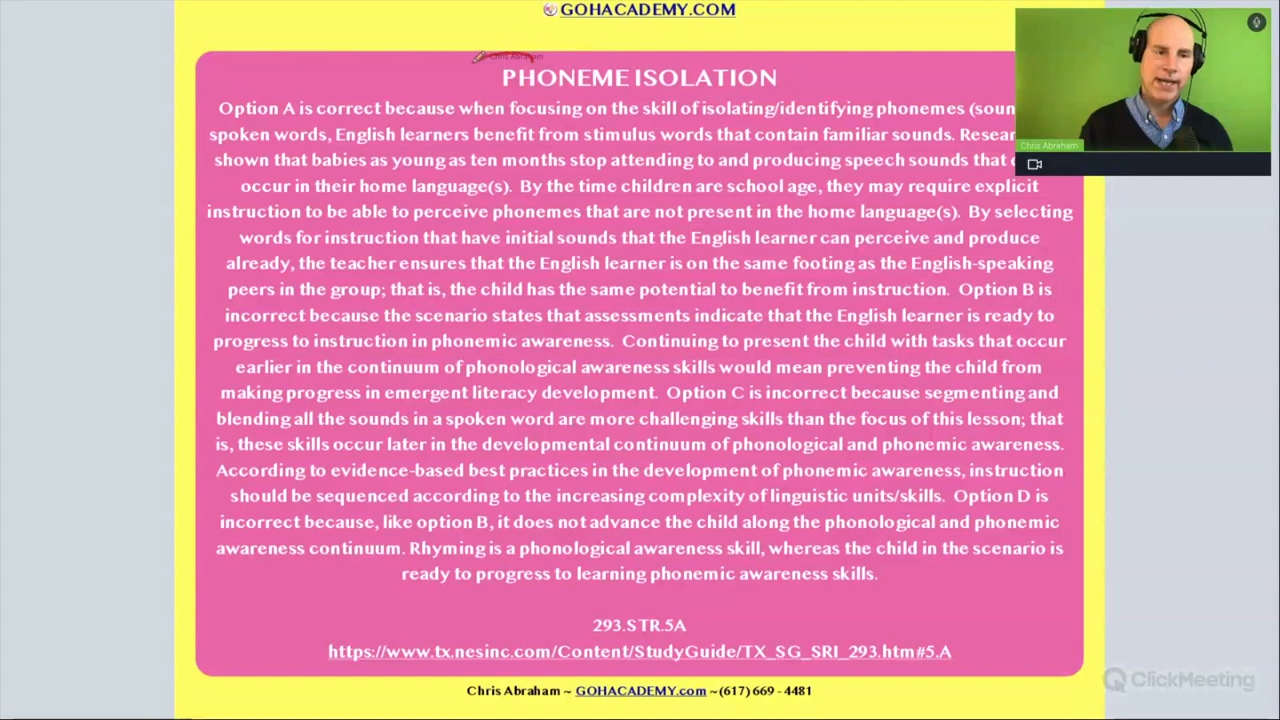 GOHACADEMY.COM
Chris Abraham
PHONEME ISOLATION
Option A is correct because when focusing on the skill of isolating/identifying phonemes (soun
spoken words, English learners benefit from stimulus words that contain familiar sounds. Resear
shown that babies as young as ten months stop attending to and producing speech sounds that
occur in their home language(s). By the time children are school age, they may require explicit
instruction to be able to perceive phonemes that are not present in the home language(s). By selecting
words for instruction that have initial sounds that the English learner can perceive and produce
already, the teacher ensures that the English learner is on the same footing as the English-speaking
peers in the group; that is, the child has the same potential to benefit from instruction. Option B is
incorrect because the scenario states that assessments indicate that the English learner is ready to
progress to instruction in phonemic awareness. Continuing to present the child with tasks that occur
earlier in the continuum of phonological awareness skills would mean preventing the child from
making progress in emergent literacy development. Option C is incorrect because segmenting and
blending all the sounds in a spoken word are more challenging skills than the focus of this lesson; that
is, these skills occur later in the developmental continuum of phonological and phonemic awareness.
According to evidence-based best practices in the development of phonemic awareness, instruction
should be sequenced according to the increasing complexity of linguistic units/skills. Option D is
incorrect because, like option B, it does not advance the child along the phonological and phonemic
awareness continuum. Rhyming is a phonological awareness skill, whereas the child in the scenario is
ready to progress to learning phonemic awareness skills.
293.STR.5A
https://www.tx.nesinc.com/Content/StudyGuide/TX_SG_SRI_293.htm#5.A
Chris Abraham ~ GOHACADEMY.com ~(617) 669 - 4481
Chris Abraham
ClickMeeting